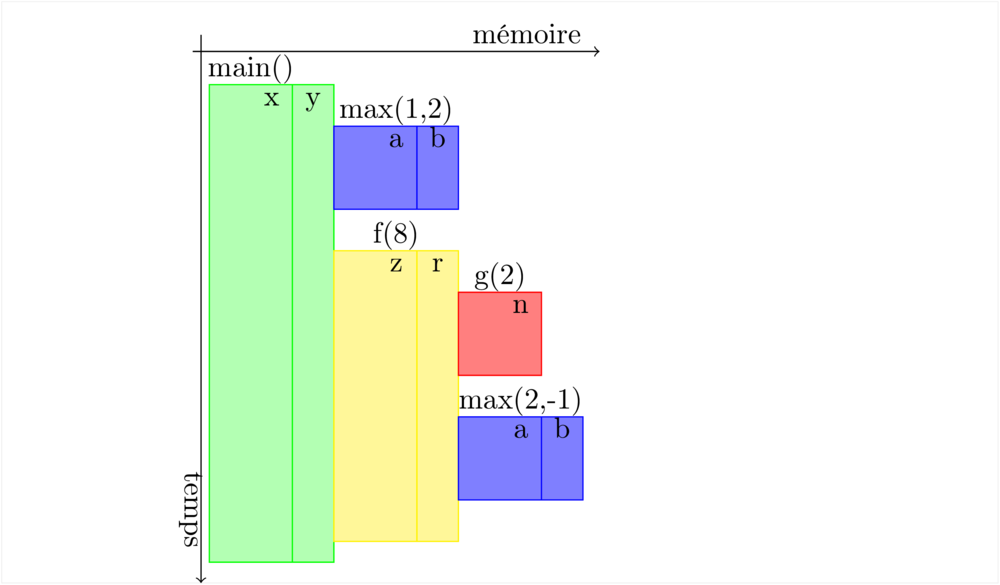 mémoire
main()
x y
max(1,2)
a b
f(8)
z r
g(2)
n
max(2,-1)
a b
temps